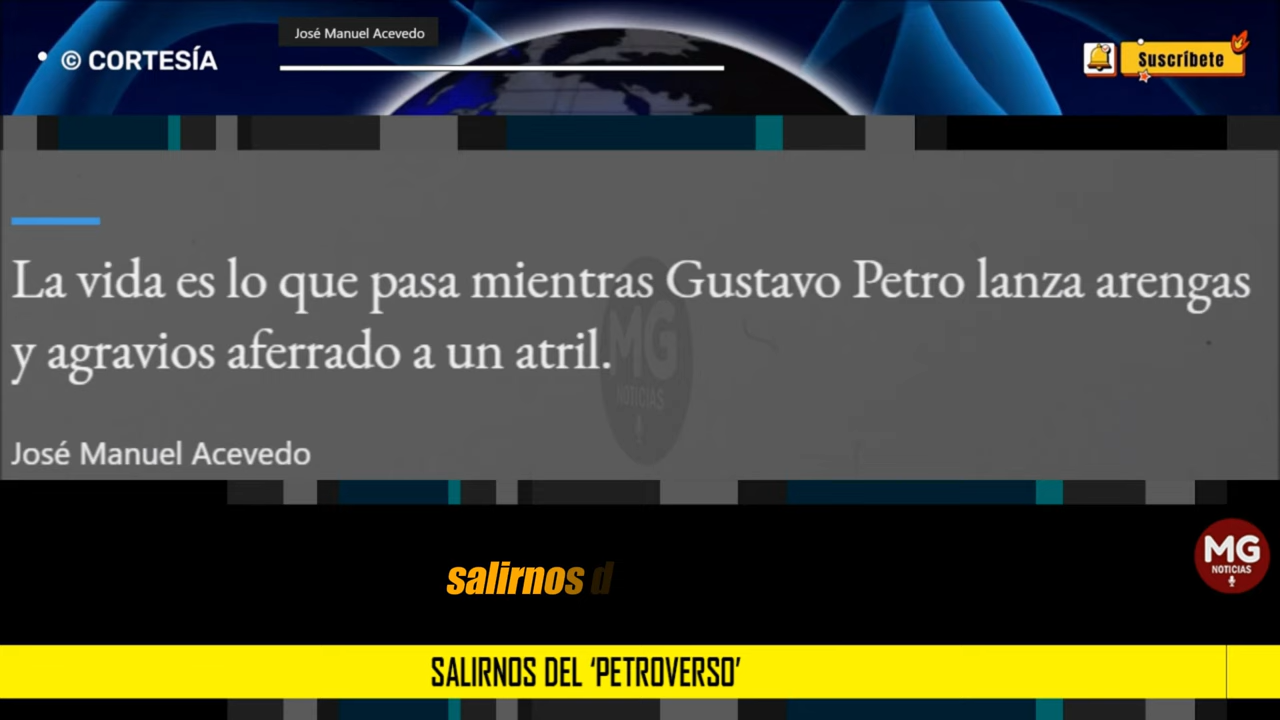 José Manuel Acevedo
© CORTESÍA
Suscríbete
La vida es lo que pasa mientras Gustavo Petro lanza arengas
y agravios aferrado a un atril.
MG
NOTICIAS
José Manuel Acevedo
salirnos d
MG
NOTICIAS
SALIRNOS DEL ‘PETROVERSO’